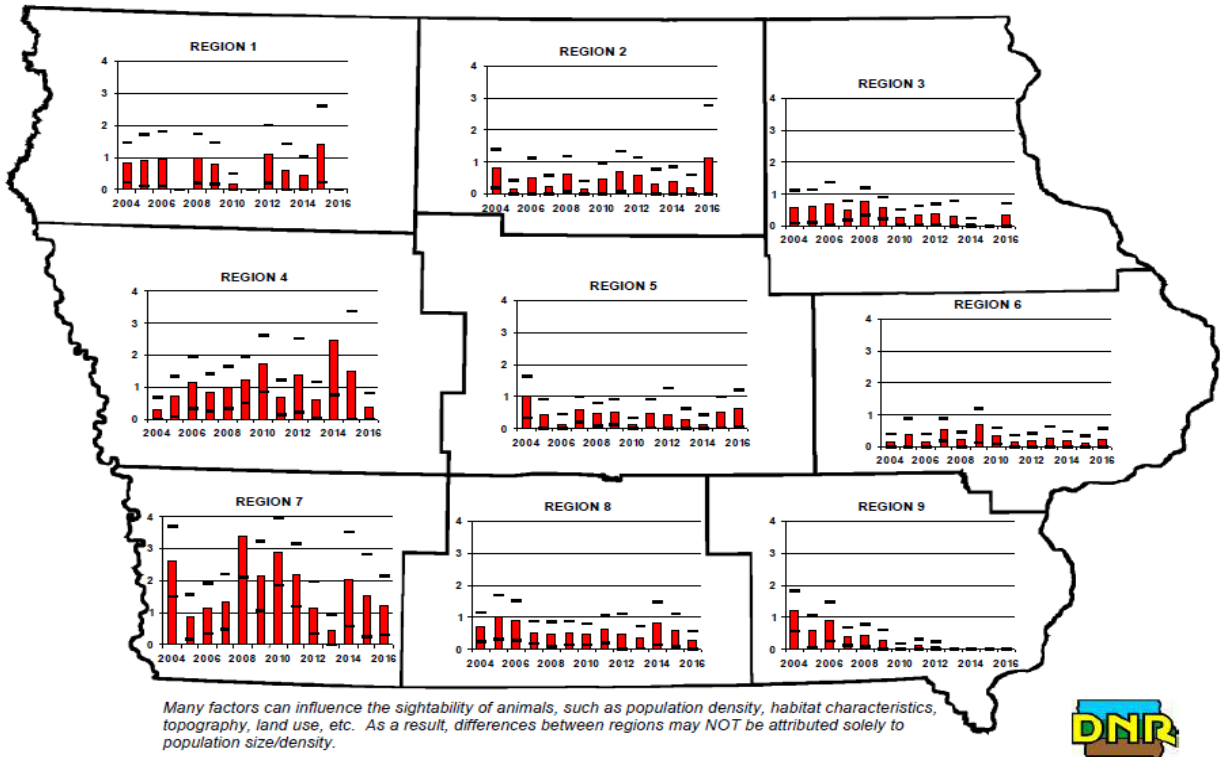 REGION 1
4
3
2
1
0
2004 2006 2008 2010 2012 2014 2016
REGION 2
4
3
2
1
0
2004 2006 2008 2010 2012 2014 2016
REGION 3
4
3
2
1
0
2004 2006 2008 2010 2012 2014 2016
REGION 4
4
3
2
1
0
2004 2006 2008 2010 2012 2014 2016
REGION 5
4
3
2
1
0
2004 2006 2008 2010 2012 2014 2016
REGION 6
4
3
2
1
0
2004 2006 2008 2010 2012 2014 2016
REGION 7
4
3
2
1
0
2004 2006 2008 2010 2012 2014 2016
REGION 8
4
3
2
1
0
2004 2006 2008 2010 2012 2014 2016
REGION 9
4
3
2
1
0
2004 2006 2008 2010 2012 2014 2016
Many factors can influence the sightability of animals, such as population density, habitat characteristics,
topography, land use, etc. As a result, differences between regions may NOT be attributed solely to
population size/density.
DNR